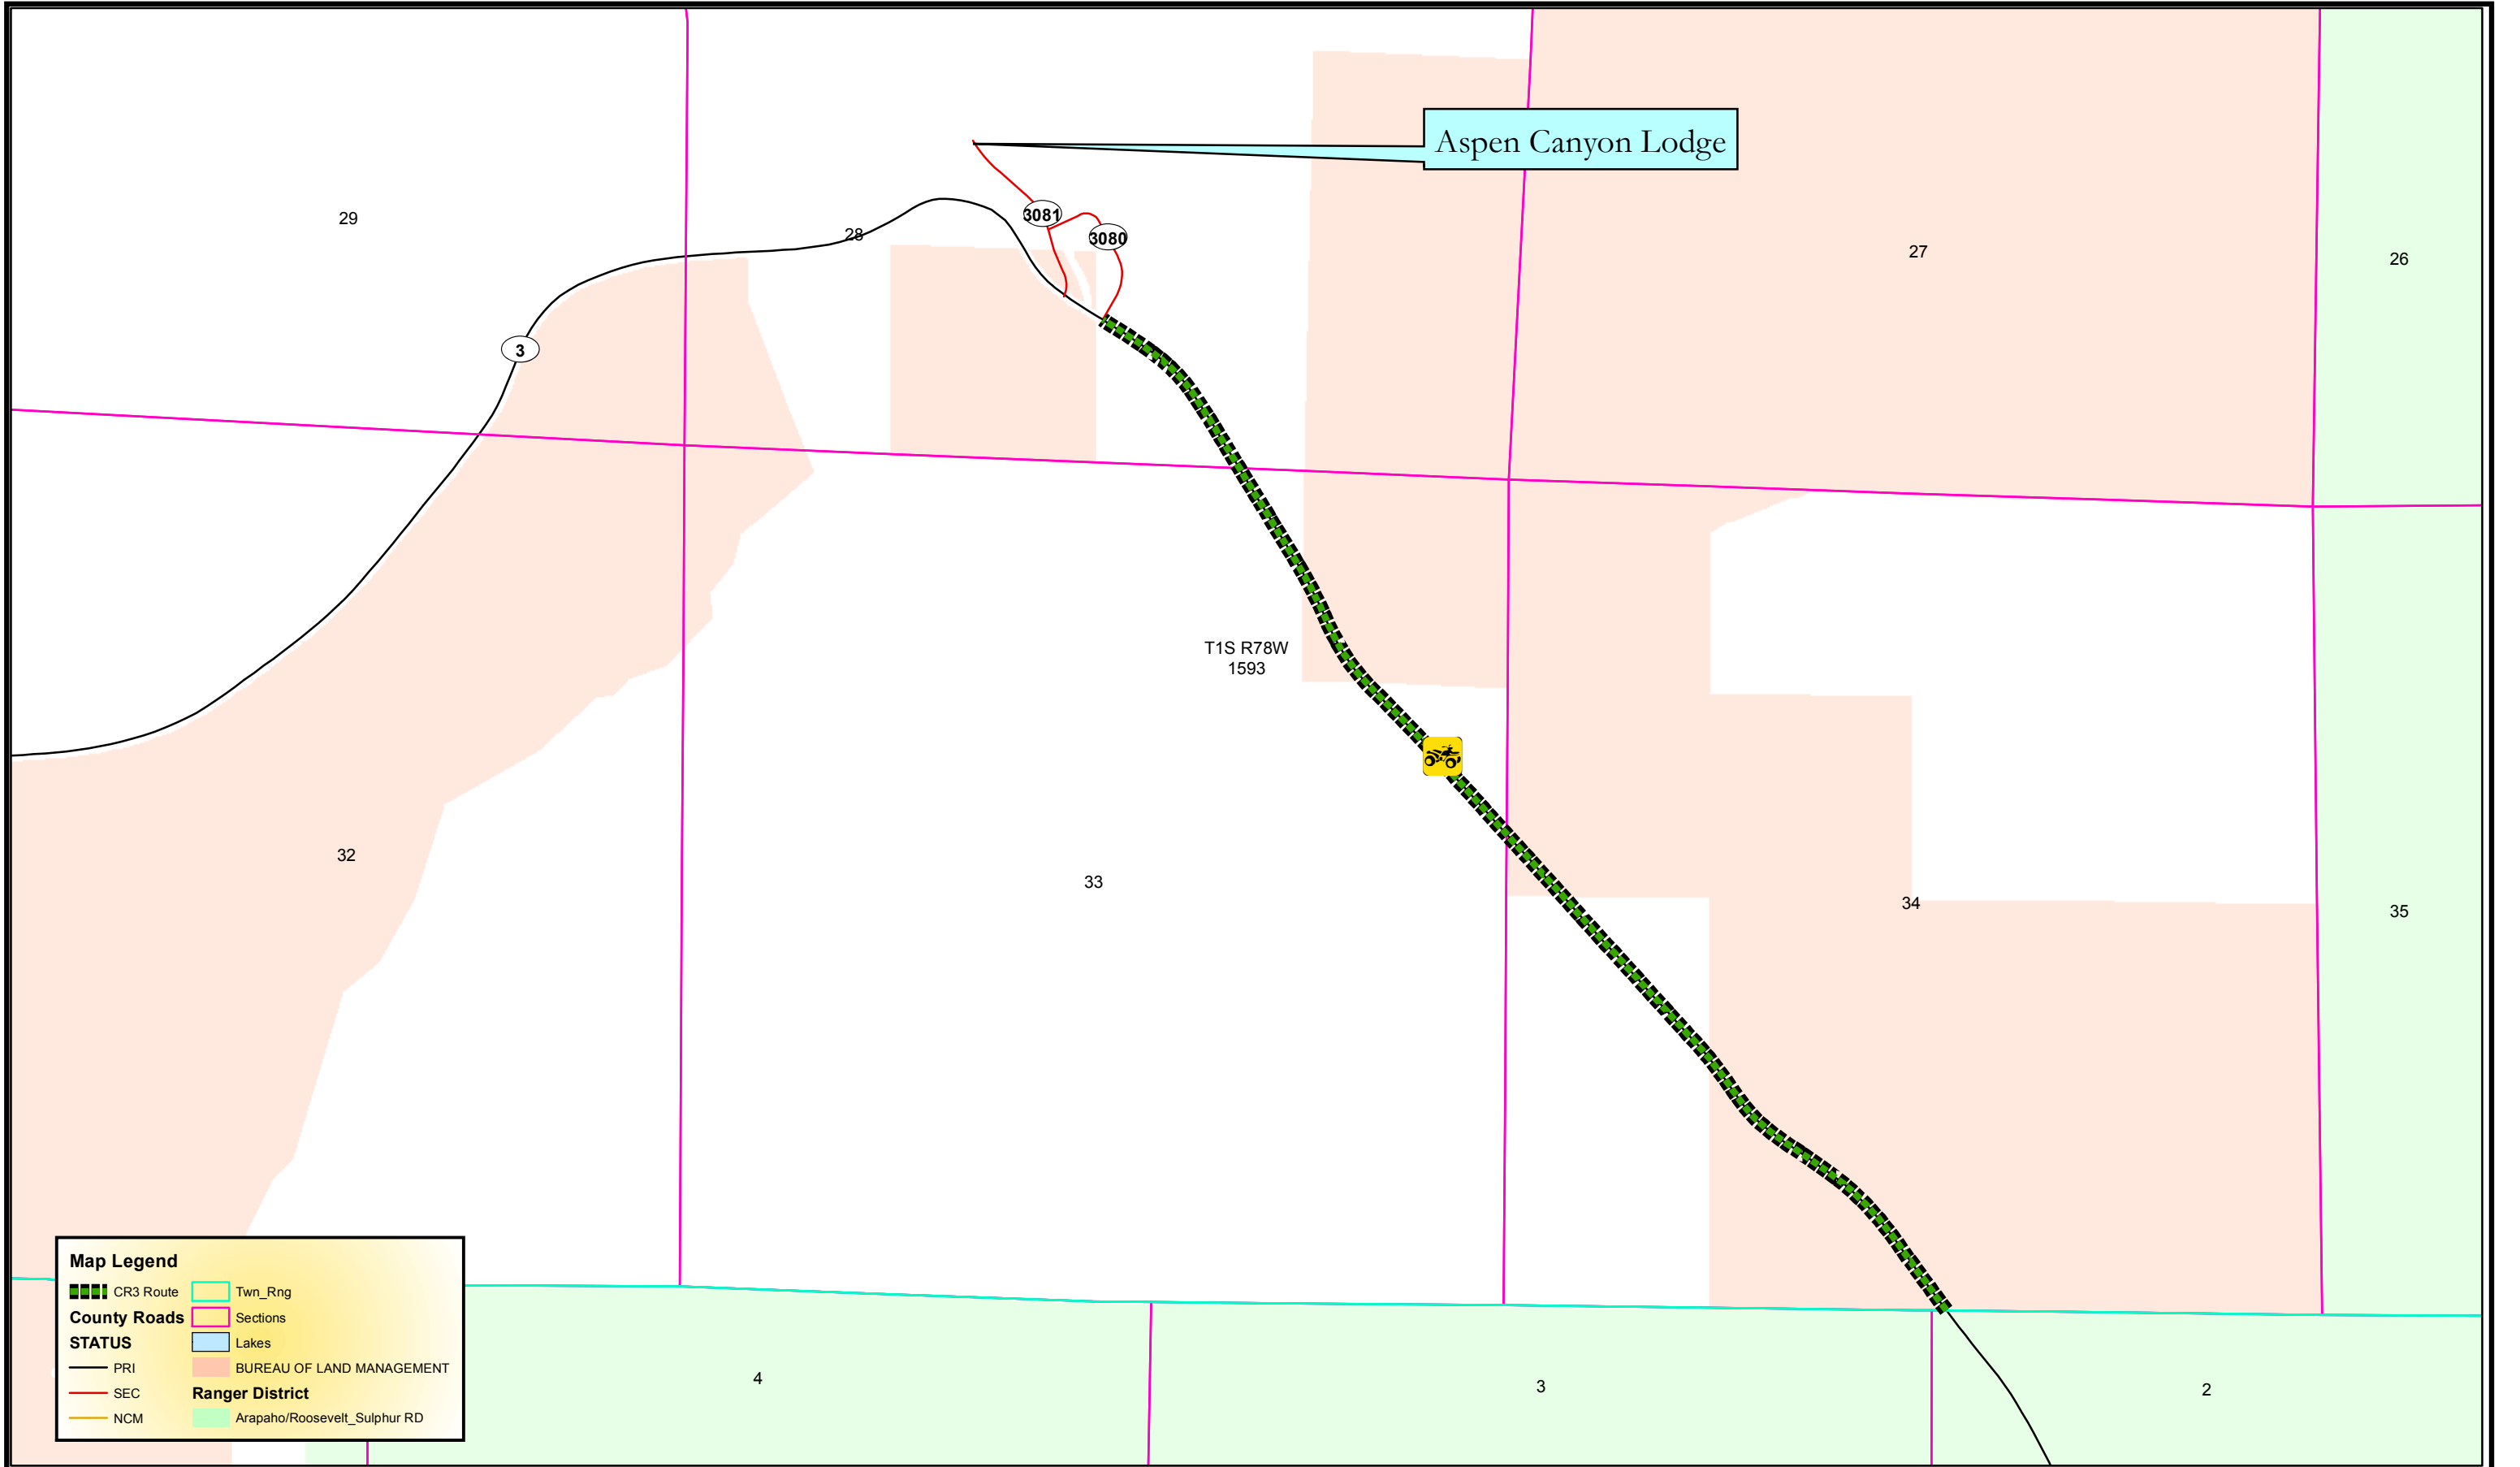 Aspen Canyon Lodge
29
28
3081
3080
27
26
3
T1S R78W
1593
32
33
34
35
Map Legend
CR3 Route
Twn_Rng
County Roads
Sections
STATUS
Lakes
PRI
BUREAU OF LAND MANAGEMENT
SEC
Ranger District
NCM
Arapaho/Roosevelt_Sulphur RD
4
3
2